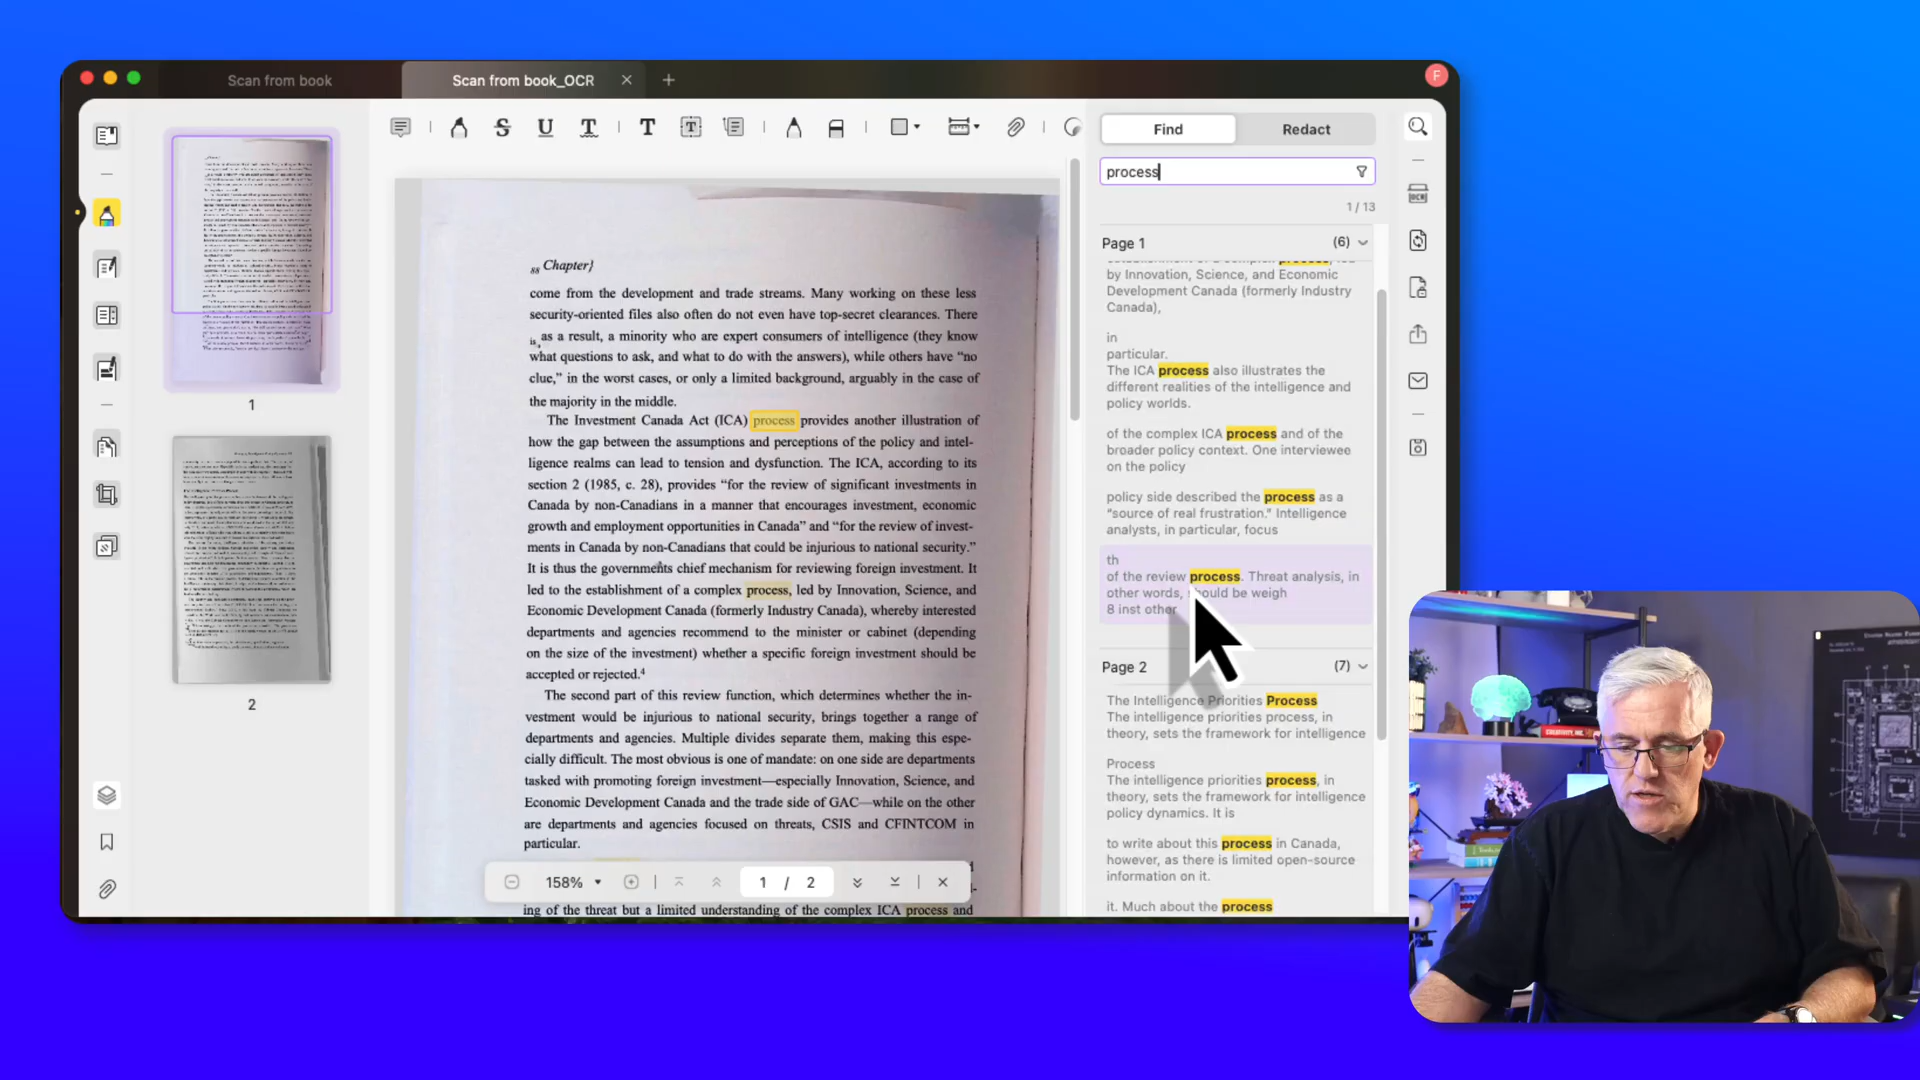 Scan from book
Scan from book_OCR
F
Find
Redact
process
1 / 13
Page 1
(6)
by Innovation, Science, and Economic
Development Canada (formerly Industry
Canada),
in
particular.
The ICA process also illustrates the
different realities of the intelligence and
policy worlds.
of the complex ICA process and of the
broader policy context. One interviewee
on the policy
policy side described the process as a
“source of real frustration.” Intelligence
analysts, in particular, focus
th
of the review process. Threat analysis, in
other words, should be weigh
8 inst other
Page 2
(7)
The Intelligence Priorities Process
The intelligence priorities process, in
theory, sets the framework for intelligence
Process
The intelligence priorities process, in
theory, sets the framework for intelligence
policy dynamics. It is
to write about this process in Canada,
however, as there is limited open-source
information on it.
it. Much about the process
1
2
88 Chapter}
come from the development and trade streams. Many working on these less
security-oriented files also often do not even have top-secret clearances. There
is, as a result, a minority who are expert consumers of intelligence (they know
what questions to ask, and what to do with the answers), while others have “no
clue,” in the worst cases, or only a limited background, arguably in the case of
the majority in the middle.
The Investment Canada Act (ICA) process provides another illustration of
how the gap between the assumptions and perceptions of the policy and intel-
ligence realms can lead to tension and dysfunction. The ICA, according to its
section 2 (1985, c. 28), provides “for the review of significant investments in
Canada by non-Canadians in a manner that encourages investment, economic
growth and employment opportunities in Canada” and “for the review of invest-
ments in Canada by non-Canadians that could be injurious to national security.”
It is thus the governments chief mechanism for reviewing foreign investment. It
led to the establishment of a complex process, led by Innovation, Science, and
Economic Development Canada (formerly Industry Canada), whereby interested
departments and agencies recommend to the minister or cabinet (depending
on the size of the investment) whether a specific foreign investment should be
accepted or rejected.4
The second part of this review function, which determines whether the in-
vestment would be injurious to national security, brings together a range of
departments and agencies. Multiple divides separate them, making this espe-
cially difficult. The most obvious is one of mandate: on one side are departments
tasked with promoting foreign investment—especially Innovation, Science, and
Economic Development Canada and the trade side of GAC—while on the other
are departments and agencies focused on threats, CSIS and CFINTCOM in
particular.
ing of the threat but a limited understanding of the complex ICA process and
158%
1 / 2
OCR
CREATIVITY, INC.